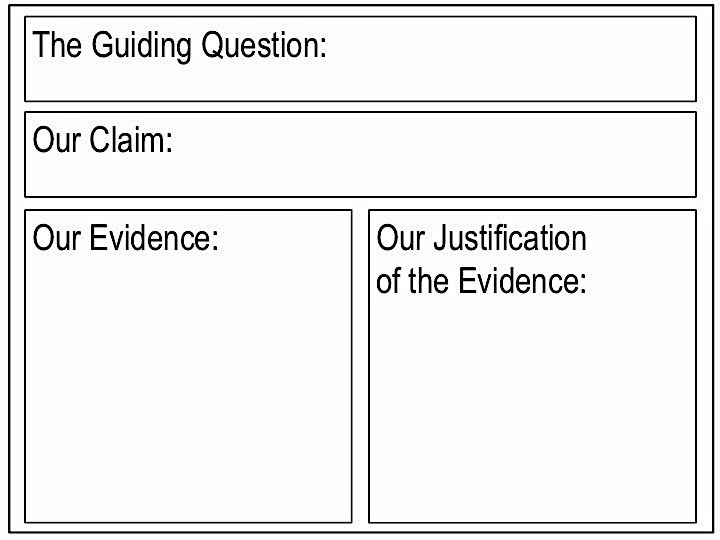 The Guiding Question:
Our Claim:
Our Evidence:
Our Justification
of the Evidence: